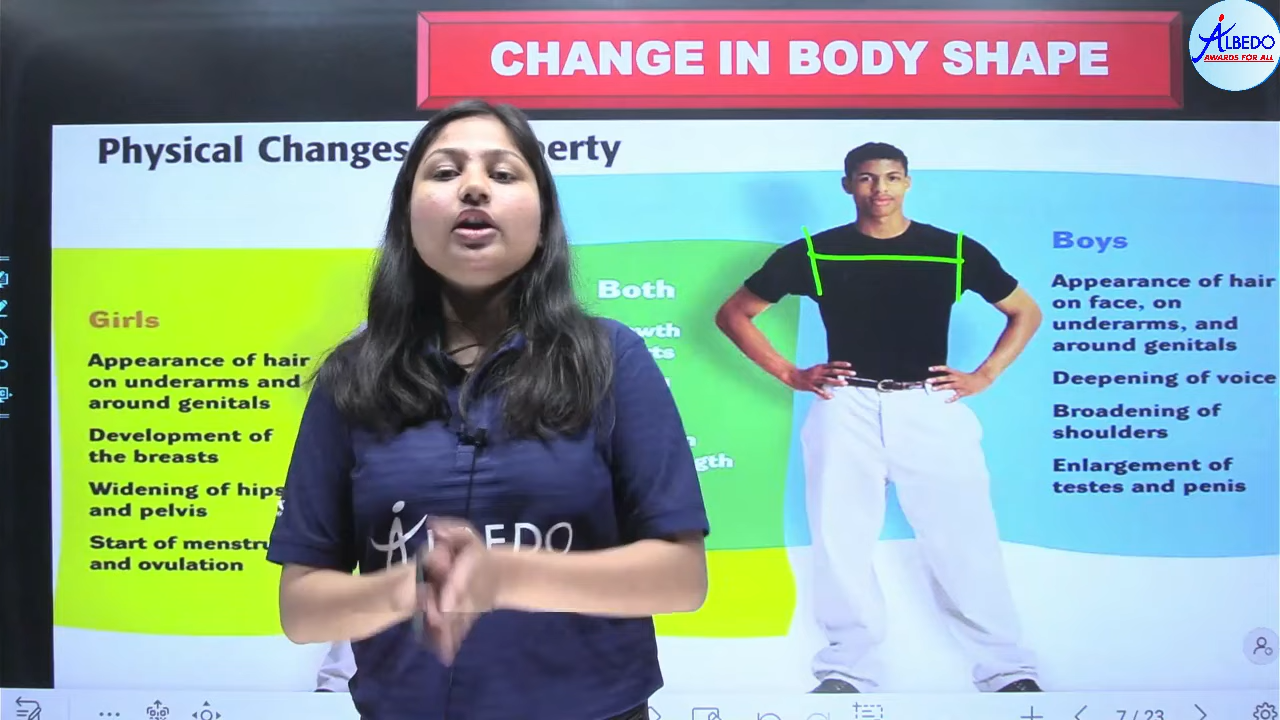 CHANGE IN BODY SHAPE
ALBEDO
AWARDS FOR ALL
Physical Changes
Girls
Appearance of hair
on underarms and
around genitals
Development of
the breasts
Widening of hips
and pelvis
Start of
and ovulation
Both
Boys
Appearance of hair
on face, on
underarms, and
around genitals
Deepening of voice
Broadening of
shoulders
Enlargement of
testes and penis
ALBEDO
7/23